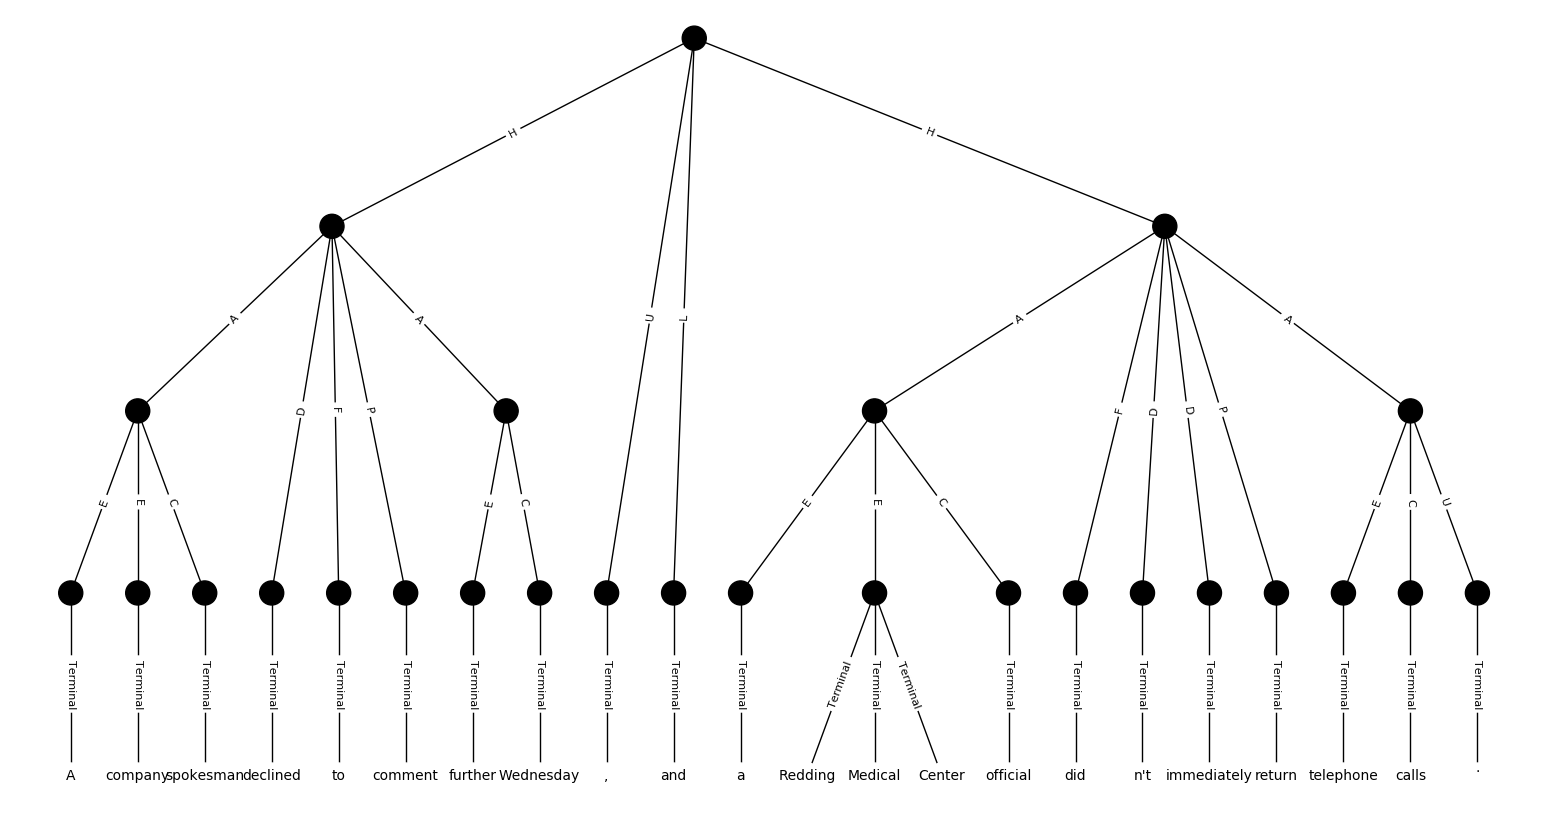 H H
A A U L A A
D F P F D D P
E E C E C E E C E C U
Terminal Terminal Terminal Terminal Terminal Terminal Terminal Terminal Terminal Terminal Terminal Terminal Terminal Terminal Terminal Terminal Terminal Terminal Terminal Terminal Terminal Terminal
A company spokesman declined to comment further Wednesday , and a Redding Medical Center official did n't immediately return telephone calls .